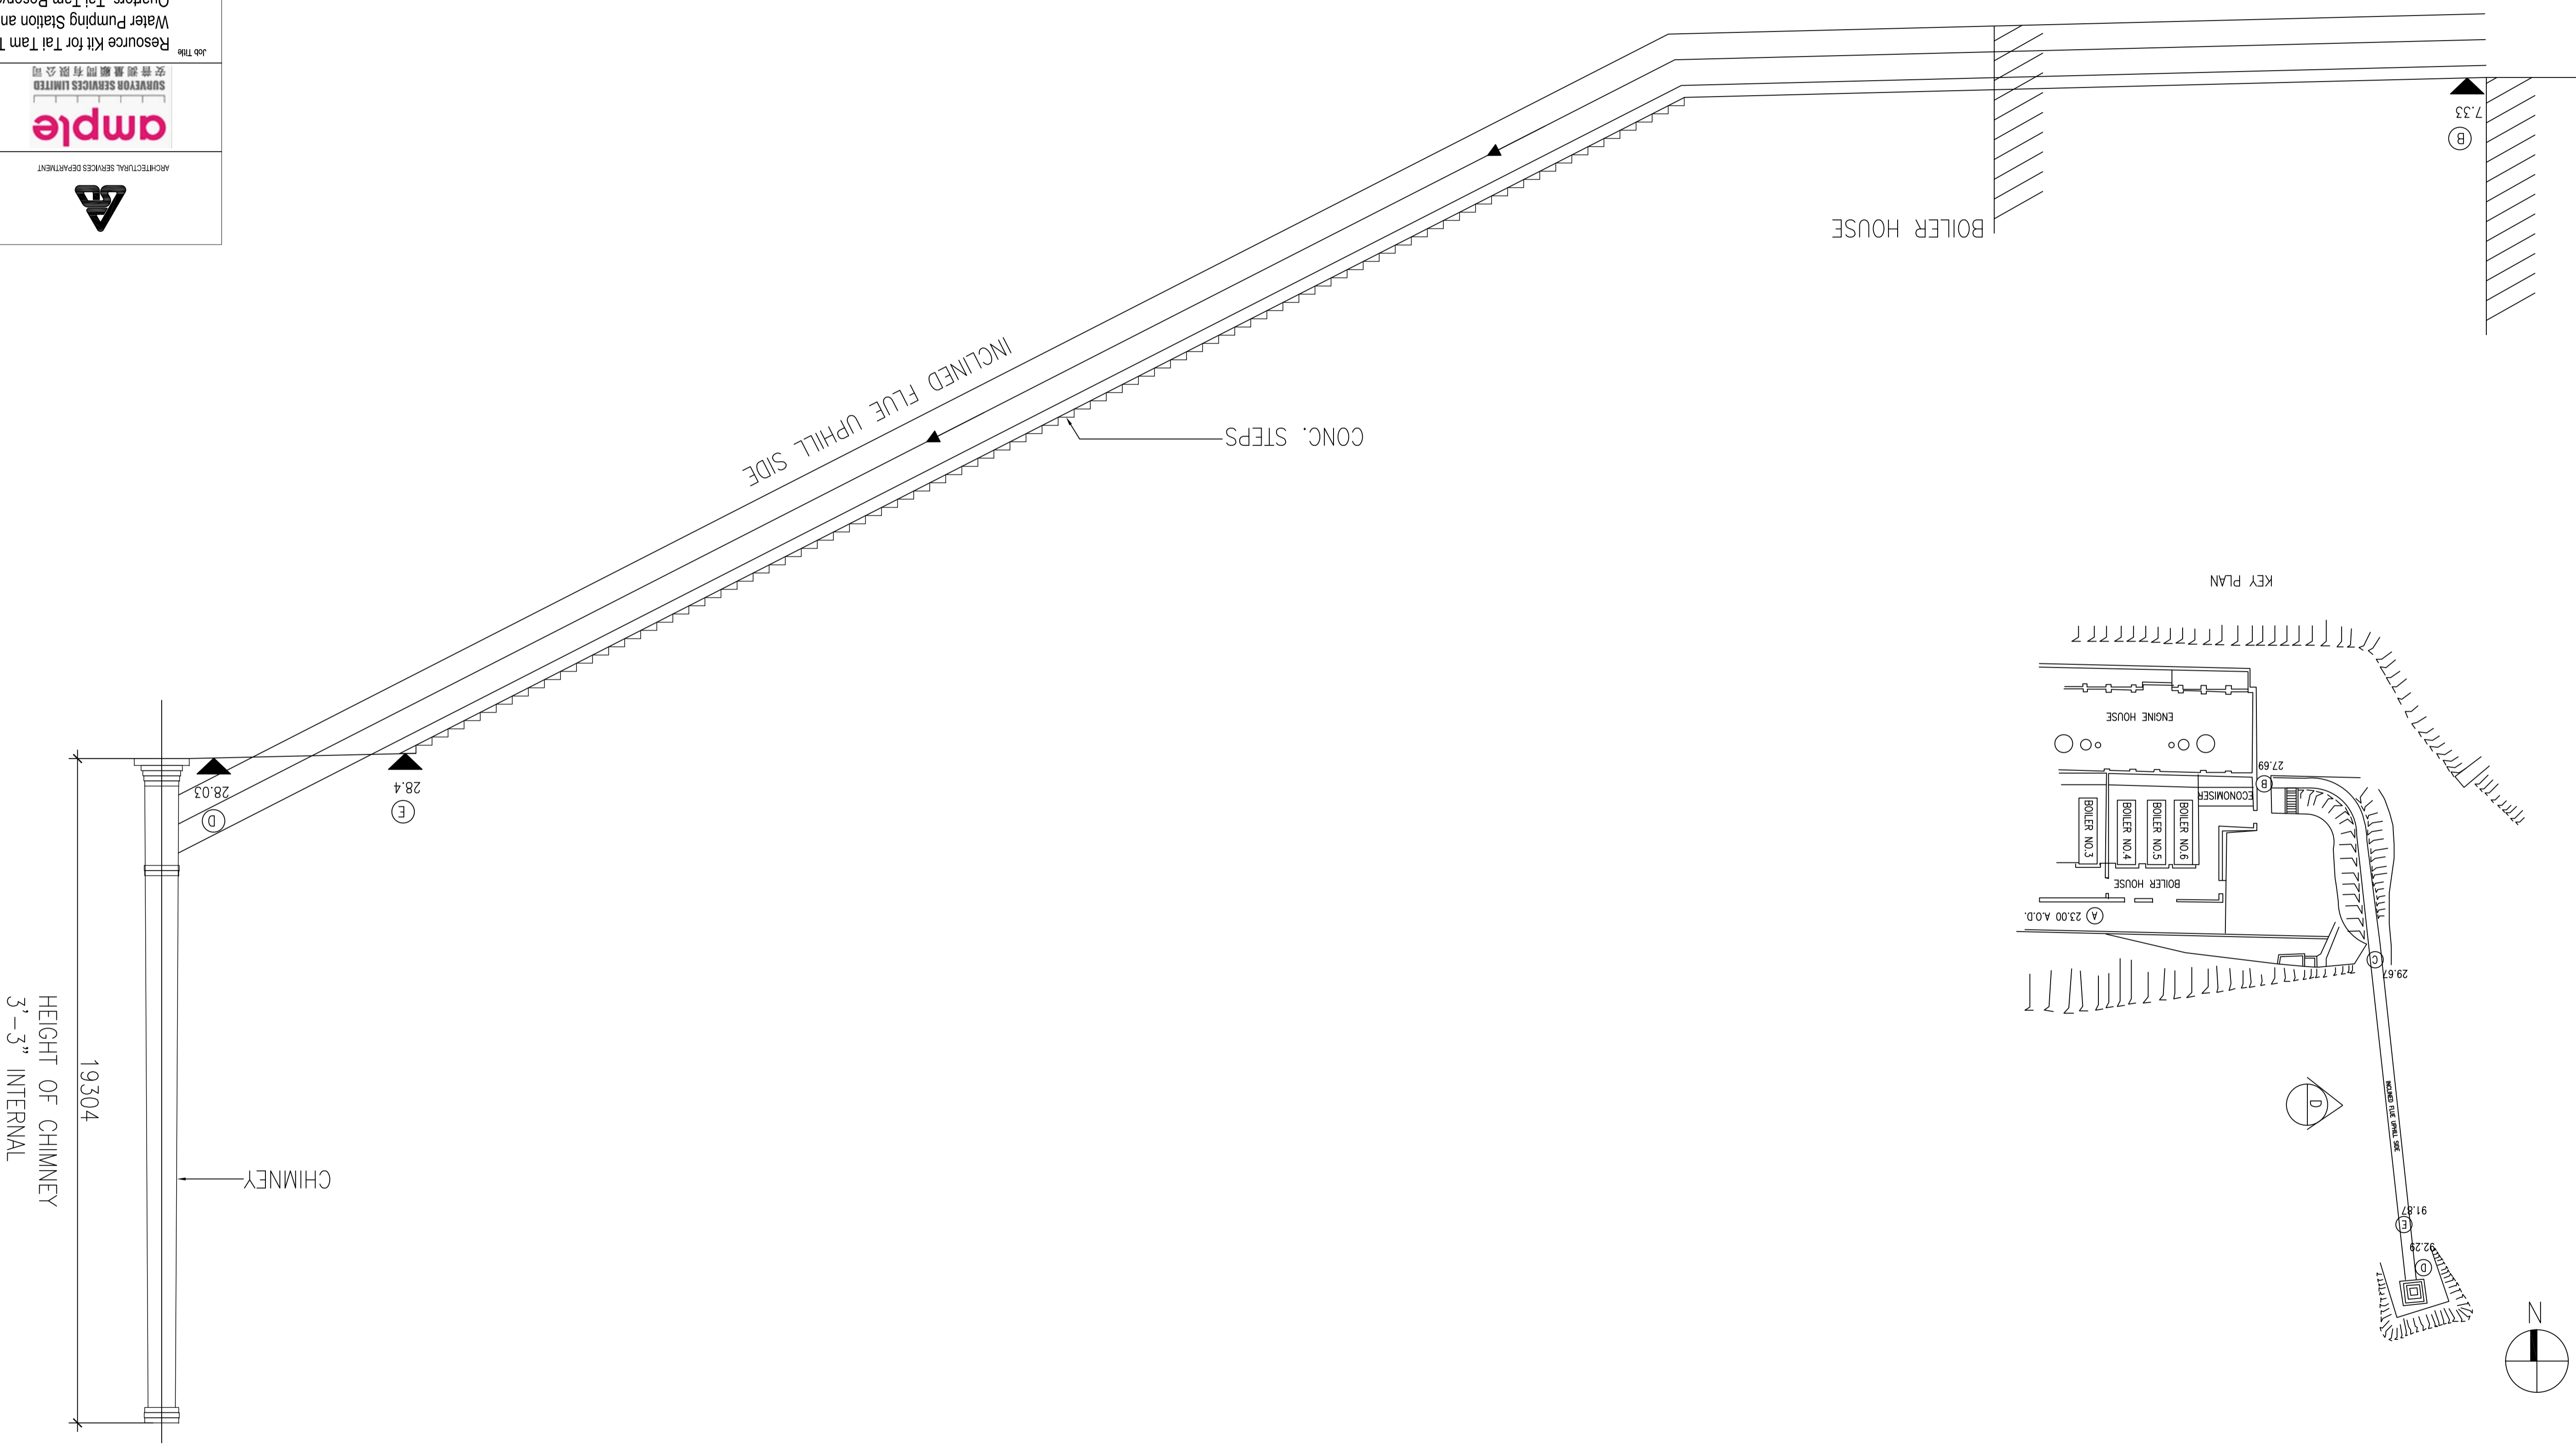 N
CHIMNEY
19304
HEIGHT OF CHIMNEY
3'-3" INTERNAL
D
92.29
E
91.87
INCLINED FLUE UPHILL SIDE
D
C
29.67
A 23.00 A.O.D.
BOILER HOUSE
BOILER NO.6
BOILER NO.5
BOILER NO.4
BOILER NO.3
ECONOMISER
B
27.69
ENGINE HOUSE
KEY PLAN
D
28.03
E
28.4
CONC. STEPS
INCLINED FLUE UPHILL SIDE
BOILER HOUSE
B
7.33
ARCHITECTURAL SERVICES DEPARTMENT
ample
SURVEYOR SERVICES LIMITED
安普測量顧問有限公司
Job Title
Resource Kit for Tai Tam T
Water Pumping Station an